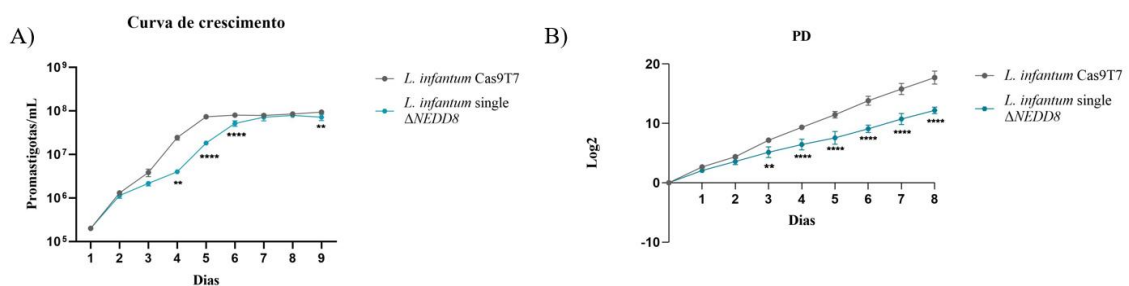 A)
Curva de crescimento
Promastigotas/mL
10⁹
10⁸
10⁷
10⁶
10⁵
**
****
****
**
1 2 3 4 5 6 7 8 9
Dias
L. infantum Cas9T7
L. infantum single
ΔNEDD8
B)
PD
Log2
20
10
0
-10
**
****
****
****
****
****
1 2 3 4 5 6 7 8
Dias
L. infantum Cas9T7
L. infantum single
ΔNEDD8